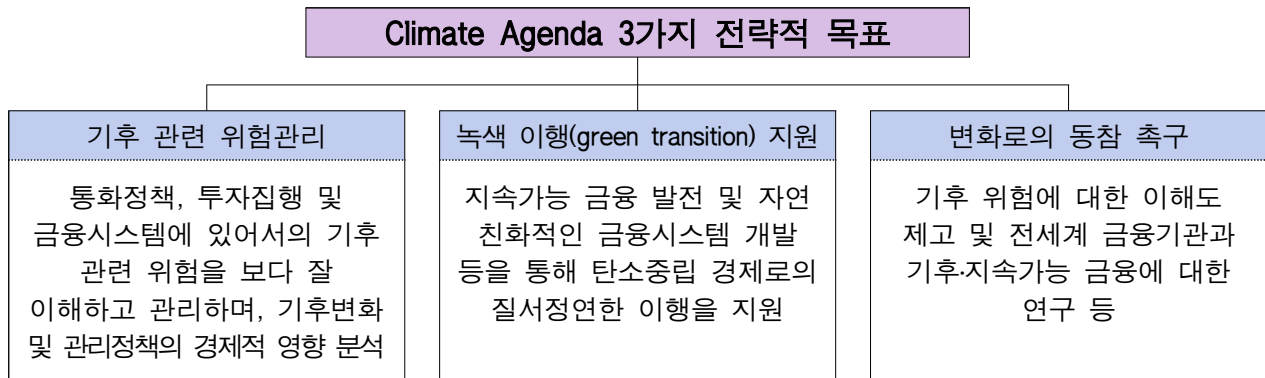 Climate Agenda 3가지 전략적 목표
기후 관련 위험관리
통화정책, 투자집행 및
금융시스템에 있어서의 기후
관련 위험을 보다 잘
이해하고 관리하며, 기후변화
및 관리정책의 경제적 영향 분석
녹색 이행(green transition) 지원
지속가능 금융 발전 및 자연
친화적인 금융시스템 개발
등을 통해 탄소중립 경제로의
질서정연한 이행을 지원
변화로의 동참 촉구
기후 위험에 대한 이해도
제고 및 전세계 금융기관과
기후·지속가능 금융에 대한
연구 등